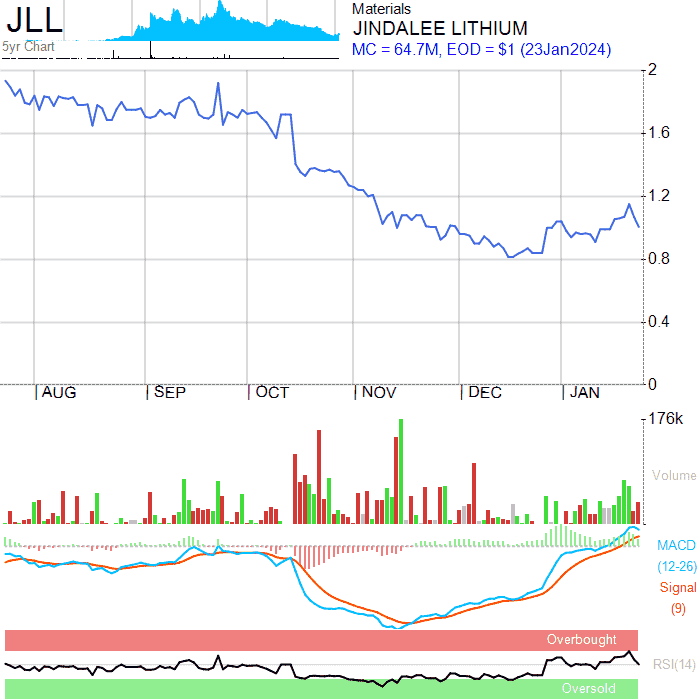 JLL
5yr Chart
Materials
JINDALEE LITHIUM
MC = 64.7M, EOD = $1 (23Jan2024)
2
1.6
1.2
0.8
0.4
0
AUG
SEP
OCT
NOV
DEC
JAN
176k
Volume
MACD
(12-26)
Signal
(9)
Overbought
RSI(14)
Oversold